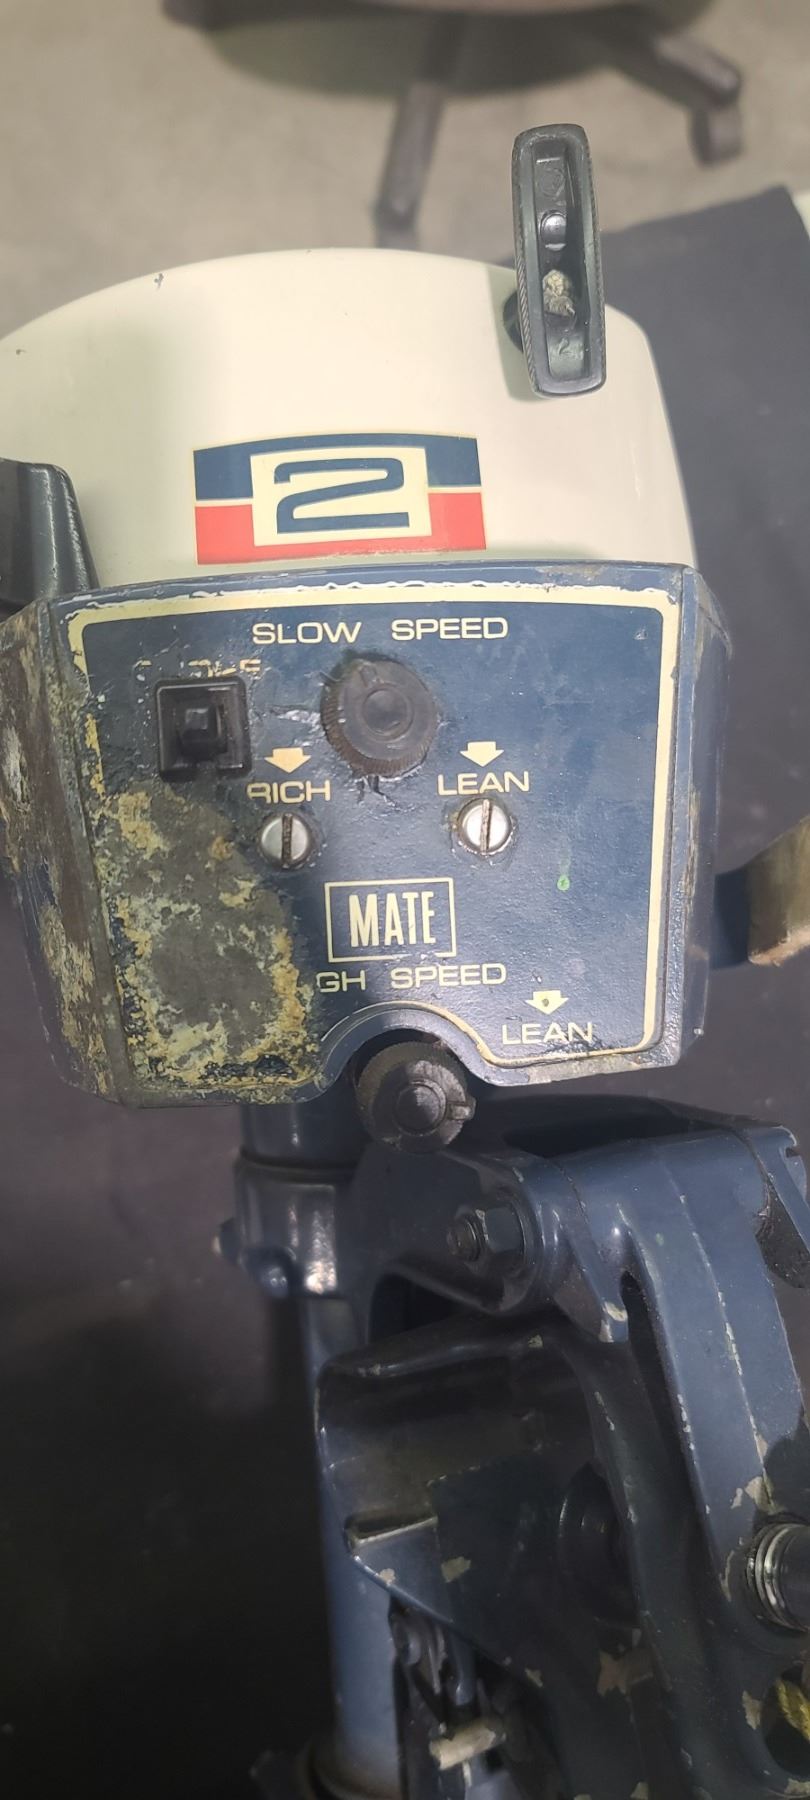 2
SLOW SPEED
RICH LEAN
MATE
GH SPEED
LEAN